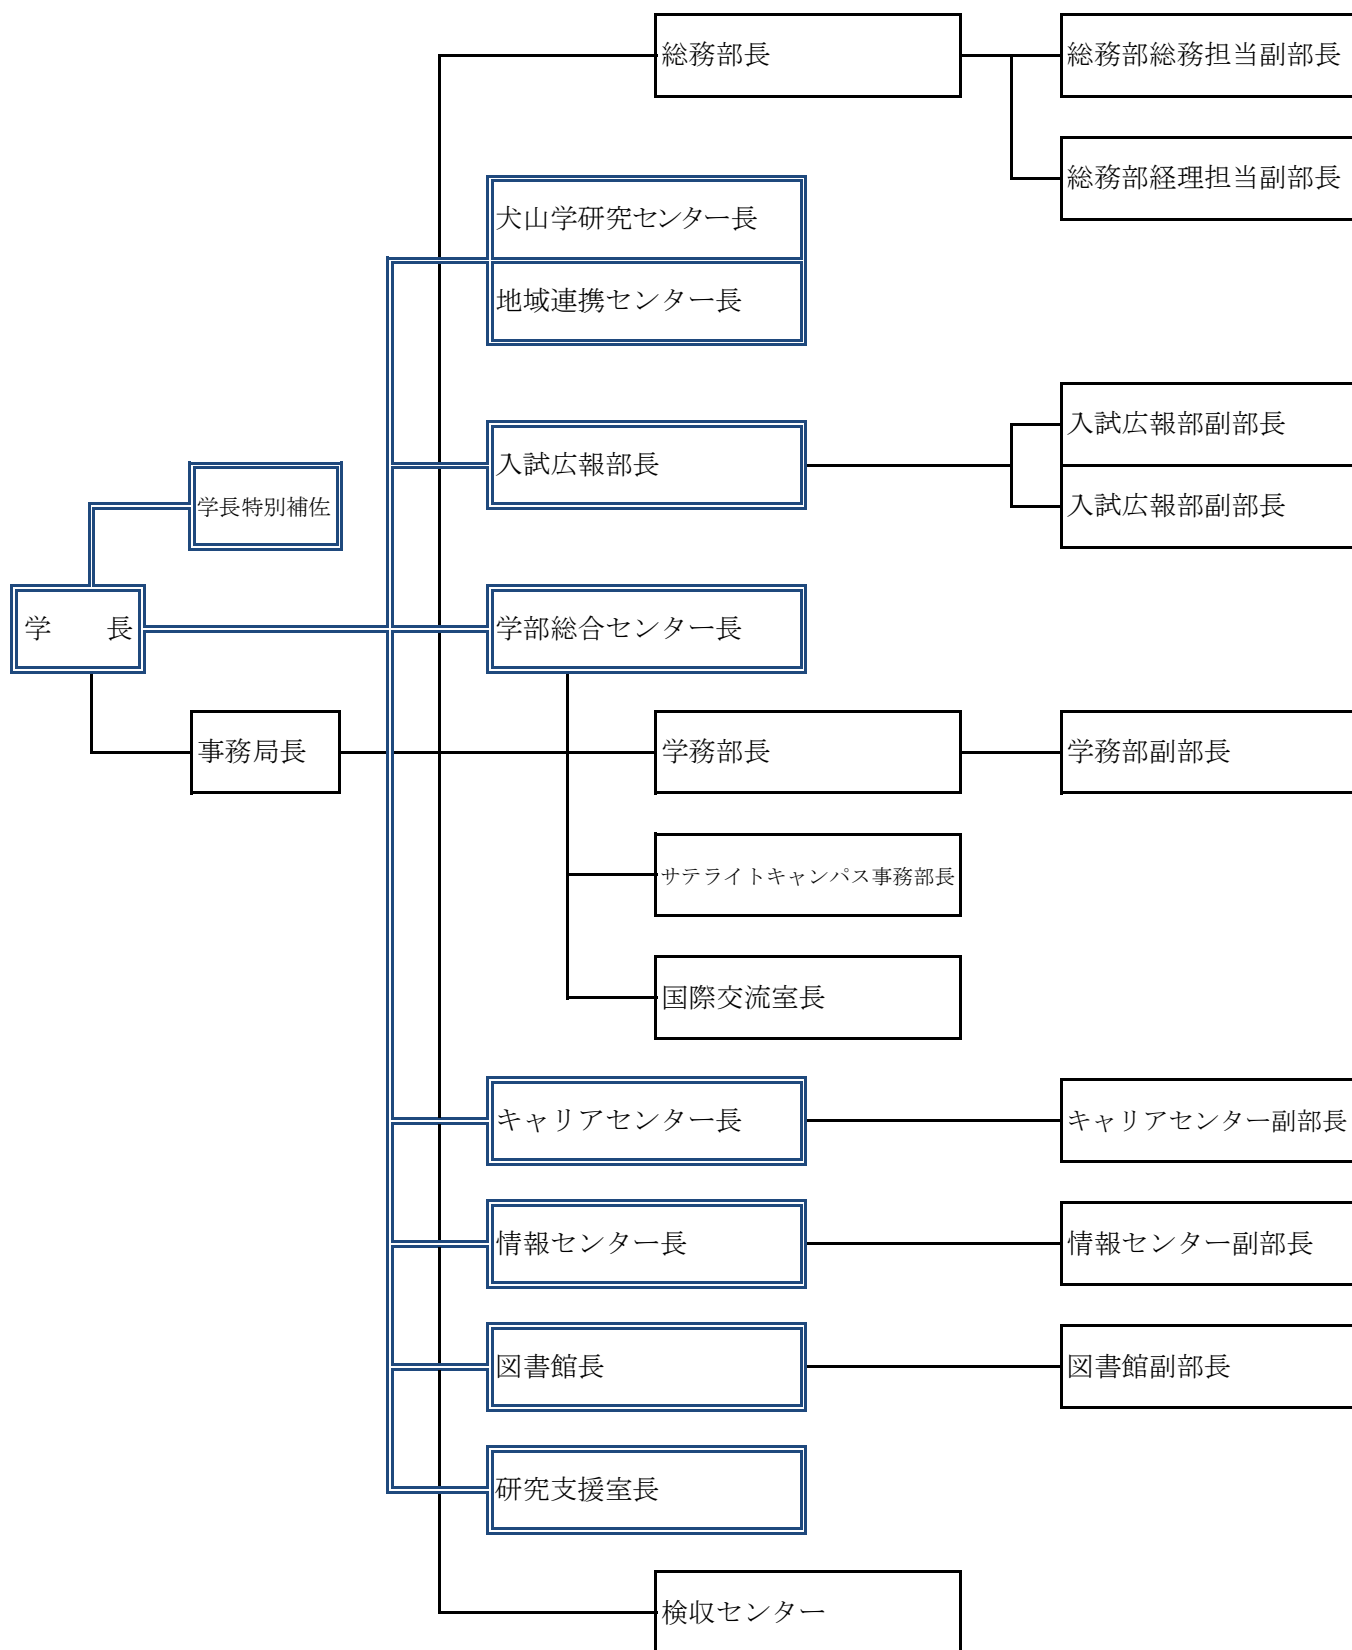 総務部長
総務部総務担当副部長
総務部経理担当副部長
犬山学研究センター長
地域連携センター長
入試広報部長
入試広報部副部長
入試広報部副部長
学長特別補佐
学　　長
学部総合センター長
事務局長
学務部長
学務部副部長
サテライトキャンパス事務部長
国際交流室長
キャリアセンター長
キャリアセンター副部長
情報センター長
情報センター副部長
図書館長
図書館副部長
研究支援室長
検収センター